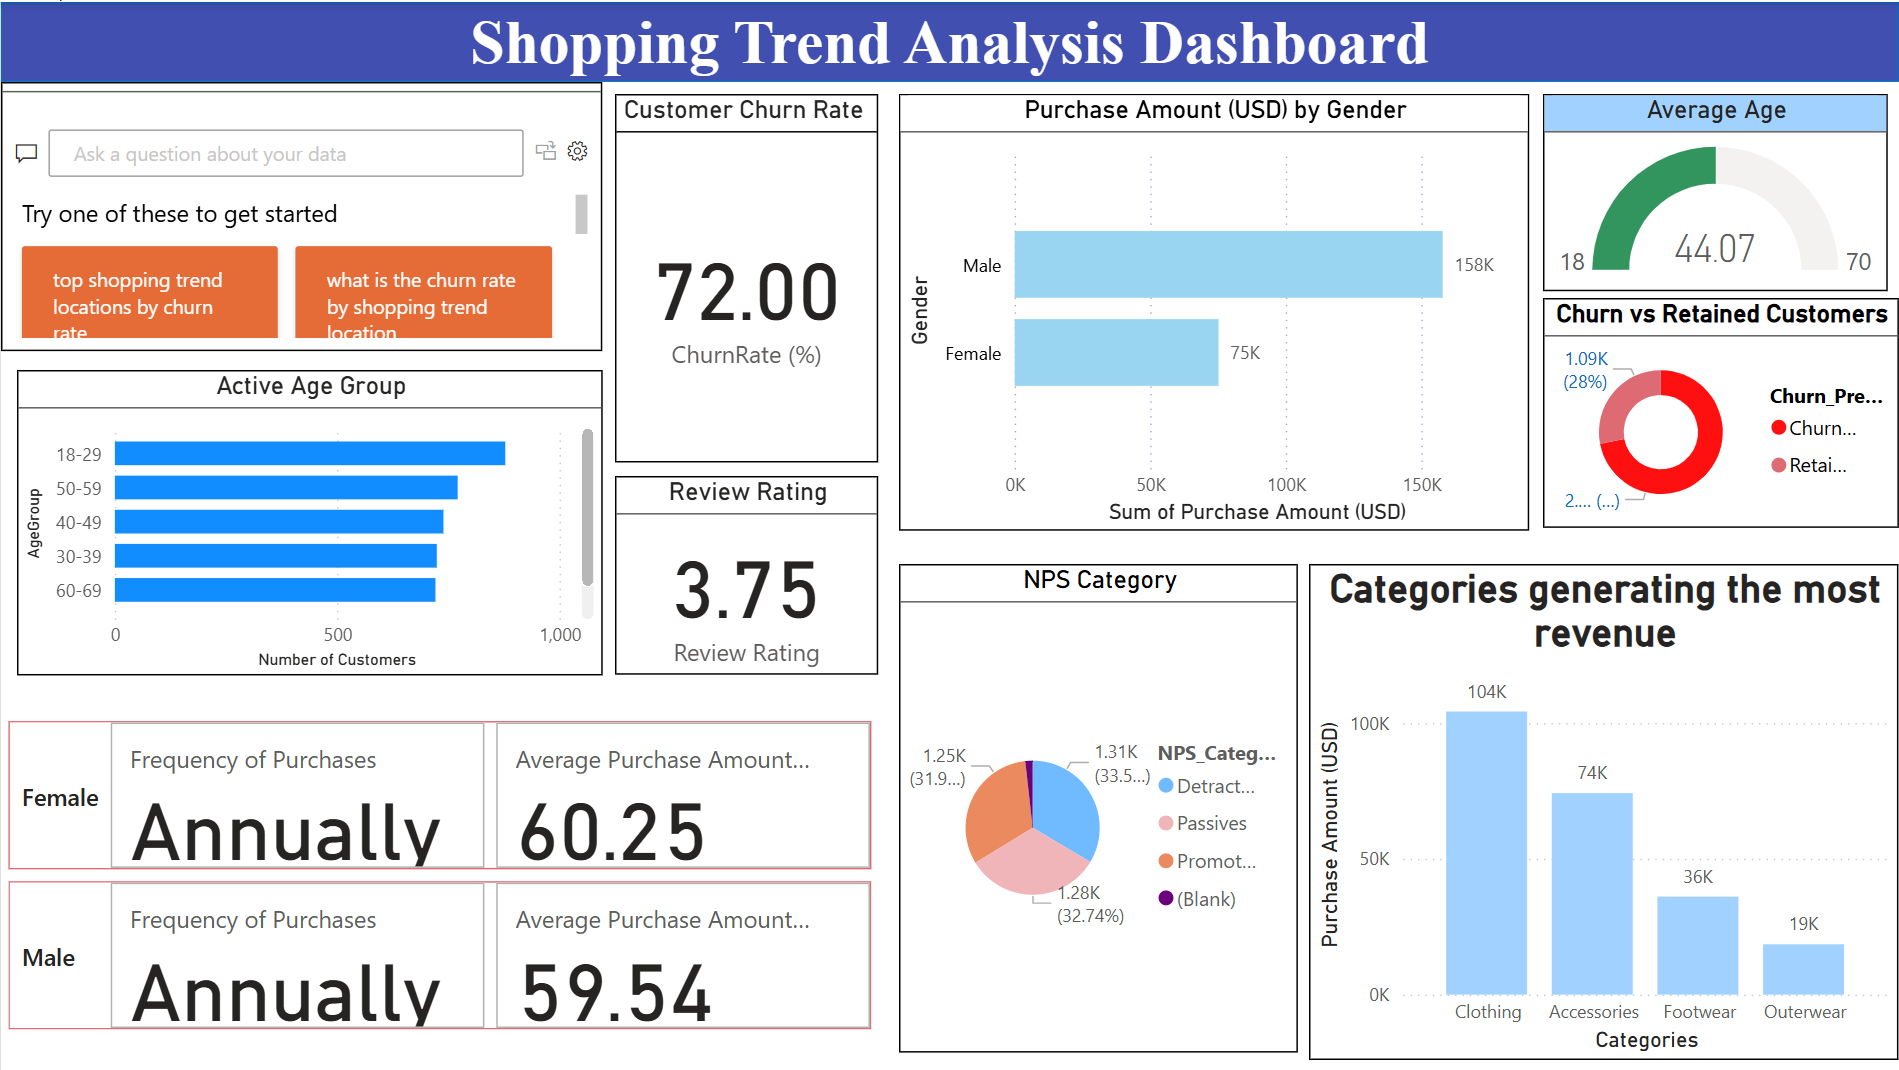 Shopping Trend Analysis Dashboard
Ask a question about your data
Try one of these to get started
top shopping trend
locations by churn
rate
what is the churn rate
by shopping trend
location
Customer Churn Rate
72.00
ChurnRate (%)
Purchase Amount (USD) by Gender
Gender
Male
158K
Female
75K
0K
50K
100K
150K
Sum of Purchase Amount (USD)
Average Age
18
44.07
70
Churn vs Retained Customers
1.09K
(28%)
2.... (...)
Churn_Pre...
Churn...
Retai...
Active Age Group
AgeGroup
18-29
50-59
40-49
30-39
60-69
0
500
1,000
Number of Customers
Review Rating
3.75
Review Rating
Female
Frequency of Purchases
Annually
Average Purchase Amount...
60.25
Male
Frequency of Purchases
Annually
Average Purchase Amount...
59.54
NPS Category
1.25K
(31.9...)
1.31K
(33.5...)
1.28K
(32.74%)
NPS_Categ...
Detract...
Passives
Promot...
(Blank)
Categories generating the most
revenue
Purchase Amount (USD)
100K
50K
0K
104K
74K
36K
19K
Clothing
Accessories
Footwear
Outerwear
Categories